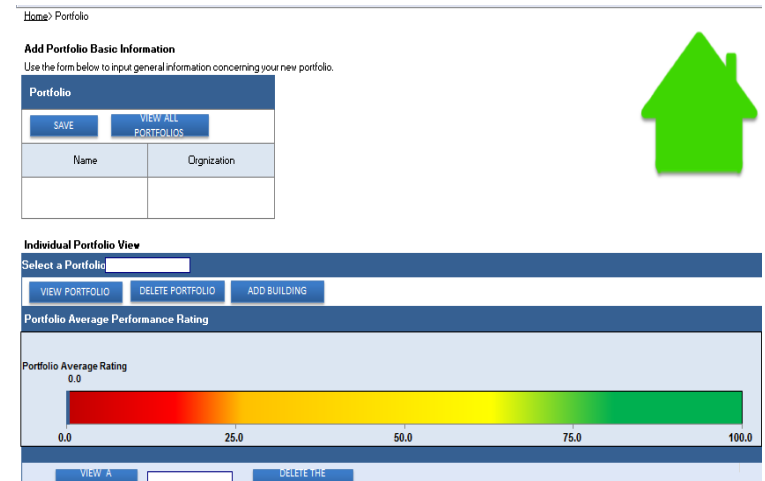 Home> Portfolio
Add Portfolio Basic Information
Use the form below to input general information concerning your new portfolio.
Portfolio
SAVE
VIEW ALL
PORTFOLIOS
Name Orgnization
Individual Portfolio View
Select a Portfolio
VIEW PORTFOLIO DELETE PORTFOLIO ADD BUILDING
Portfolio Average Performance Rating
Portfolio Average Rating
0.0
0.0 25.0 50.0 75.0 100.0
VIEW A DELETE THE